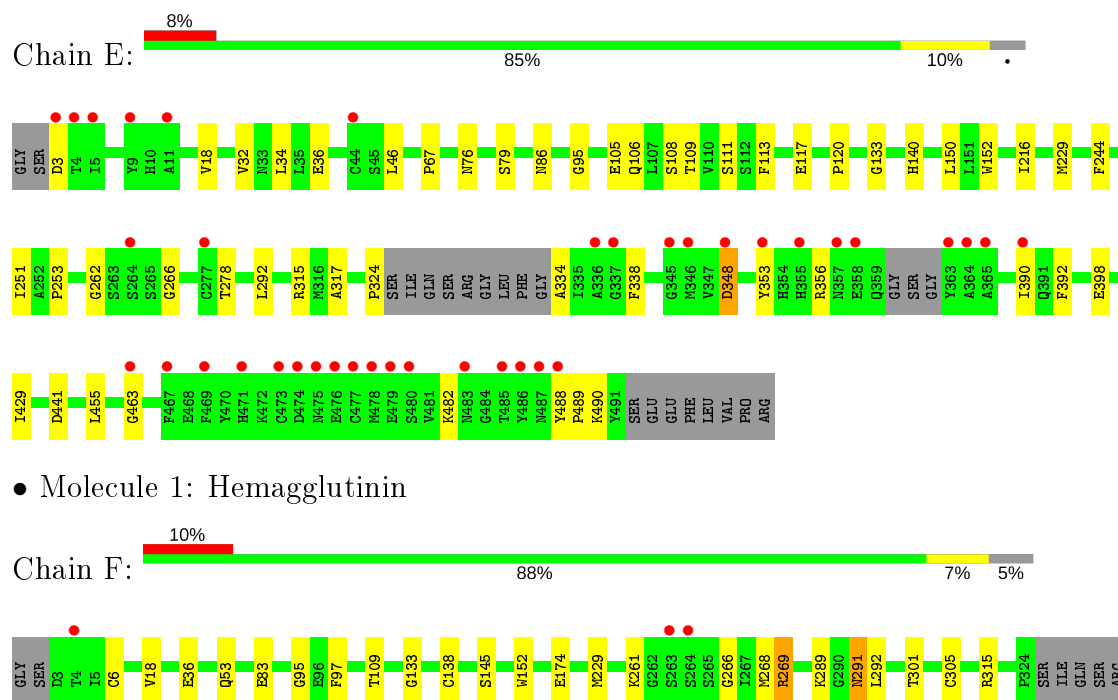 8%
Chain E:
85% 10% •
GLY SER D3 T4 I5 Y9 H10 A11 V18 V32 N33 L34 L35 E36 C44 S45 L46 P67 N76 S79 N86 G95 E105 Q106 L107 S108 T109 V110 S111 S112 F113 E117 P120 G133 H140 L150 L151 W152 I216 M229 F244
I251 A252 P253 G262 S263 S264 S265 G266 C277 T278 L292 R315 M316 A317 P324 SER ILE GLN SER ARG GLY LEU PHE GLY A334 I335 A336 G337 F338 G345 M346 V347 D348 Y353 H354 H355 R356 N357 E358 Q359 GLY SER GLY Y363 A364 A365 I390 Q391 F392 E398
I429 D441 L455 G463 F467 E468 F469 Y470 H471 K472 C473 D474 N475 E476 C477 M478 E479 S480 V481 K482 N483 G484 T485 Y486 N487 Y488 P489 K490 Y491 SER GLU GLU PHE LEU VAL PRO ARG
• Molecule 1: Hemagglutinin
10%
Chain F:
88% 7% 5%
GLY SER D3 T4 I5 C6 V18 E36 Q53 E83 G95 E96 F97 T109 G133 C138 S145 W152 E174 M229 K261 G262 S263 S264 S265 G266 I267 M268 R269 K289 G290 N291 L292 T301 C305 R315 P324 SER ILE GLN SER